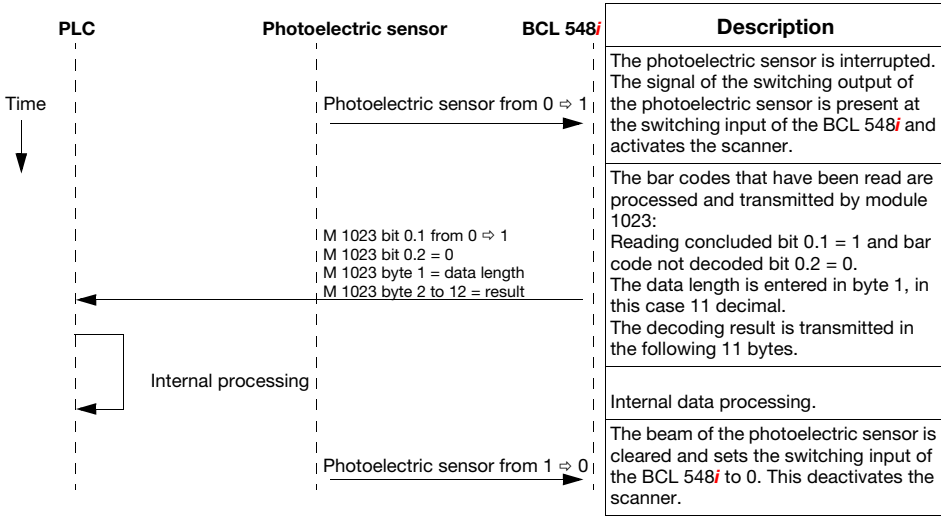 PLC
Photoelectric sensor
BCL 548i
Description
Time
Photoelectric sensor from 0 ⇨ 1
The photoelectric sensor is interrupted.
The signal of the switching output of
the photoelectric sensor is present at
the switching input of the BCL 548i and
activates the scanner.
M 1023 bit 0.1 from 0 ⇨ 1
M 1023 bit 0.2 = 0
M 1023 byte 1 = data length
M 1023 byte 2 to 12 = result
The bar codes that have been read are
processed and transmitted by module
1023:
Reading concluded bit 0.1 = 1 and bar
code not decoded bit 0.2 = 0.
The data length is entered in byte 1, in
this case 11 decimal.
The decoding result is transmitted in
the following 11 bytes.
Internal processing
Internal data processing.
Photoelectric sensor from 1 ⇨ 0
The beam of the photoelectric sensor is
cleared and sets the switching input of
the BCL 548i to 0. This deactivates the
scanner.